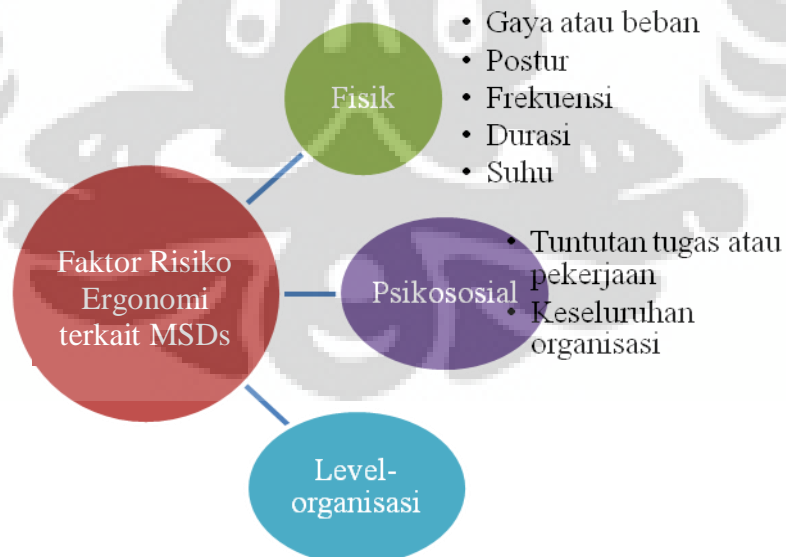 Faktor Risiko
Ergonomi
terkait MSDs
Fisik
• Gaya atau beban
• Postur
• Frekuensi
• Durasi
• Suhu
Psikososial
• Tuntutan tugas atau
pekerjaan
• Keseluruhan
organisasi
Level-
organisasi